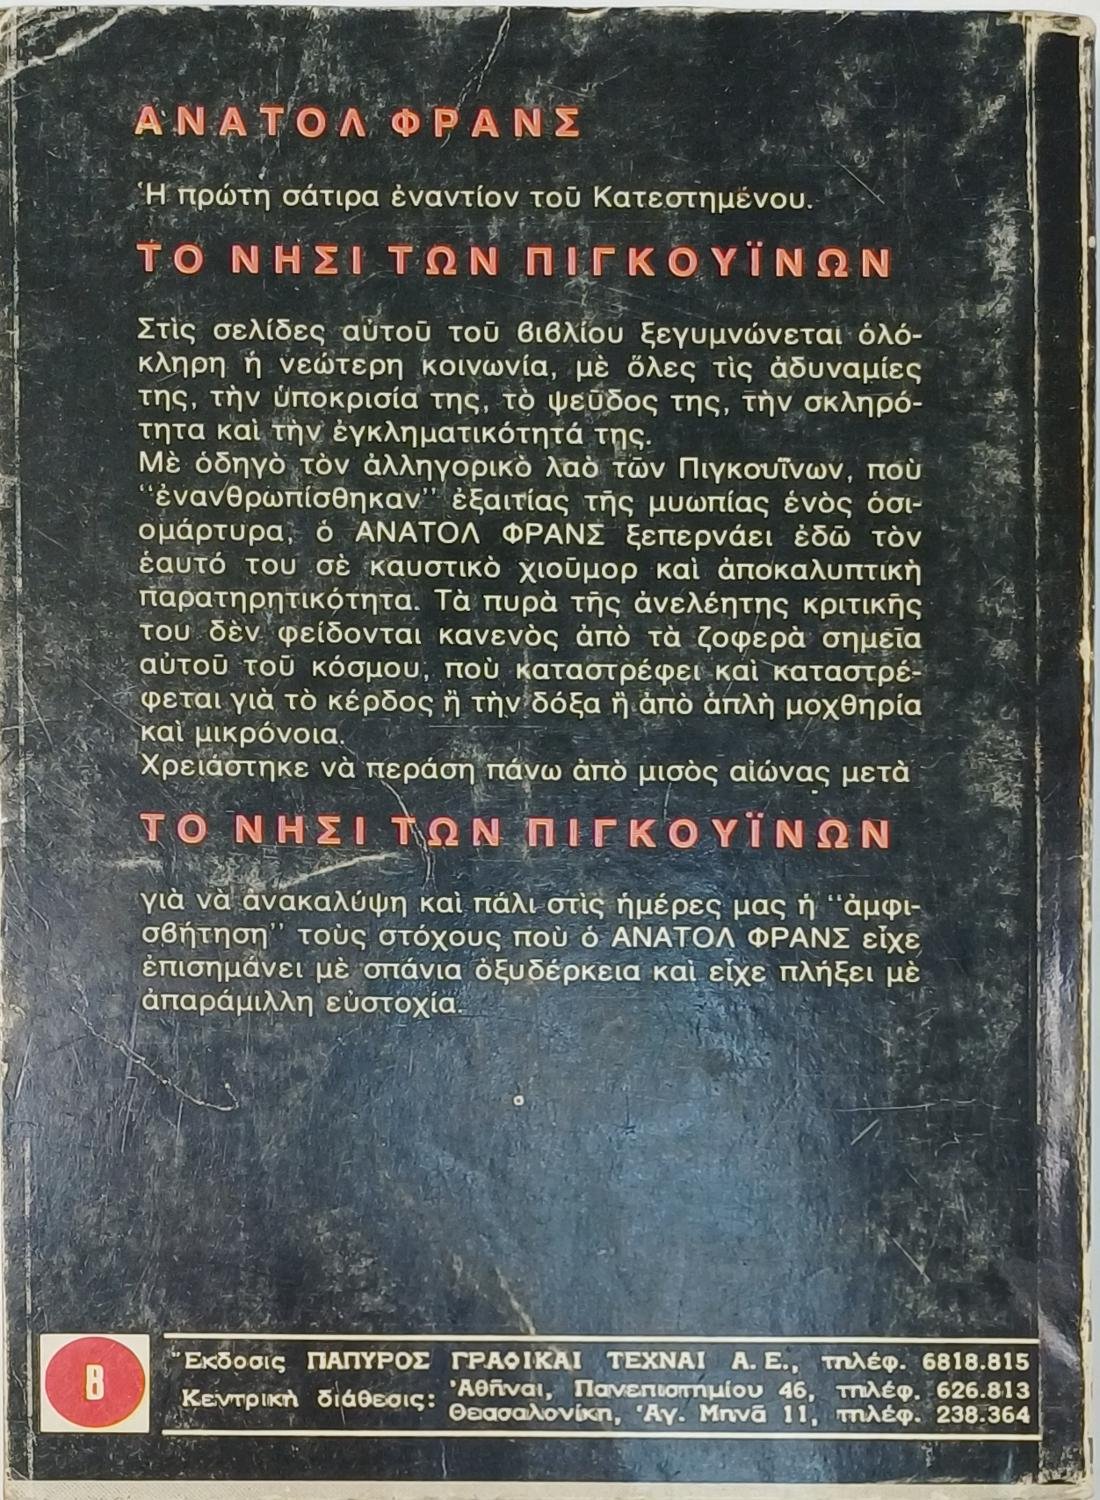 ΑΝΑΤΟΛ ΦΡΑΝΣ
Ἡ πρώτη σάτιρα ἐναντίον τοῦ Κατεστημένου.
ΤΟ ΝΗΣΙ ΤΩΝ ΠΙΓΚΟΥΪΝΩΝ
Στὶς σελίδες αὐτοῦ τοῦ βιβλίου ξεγυμνώνεται ὁλό-
κληρη ἡ νεώτερη κοινωνία, μὲ ὅλες τὶς ἀδυναμίες
της, τὴν ὑποκρισία της, τὸ ψεῦδος της, τὴν σκληρό-
τητα καὶ τὴν ἐγκληματικότητά της.
Μὲ ὁδηγὸ τὸν ἀλληγορικὸ λαὸ τῶν Πιγκουΐνων, ποὺ
“ἐνανθρωπίσθηκαν” ἐξαιτίας τῆς μυωπίας ἑνὸς ὁσι-
ομάρτυρα, ὁ ΑΝΑΤΟΛ ΦΡΑΝΣ ξεπερνάει ἐδῶ τὸν
ἑαυτό του σὲ καυστικὸ χιοῦμορ καὶ ἀποκαλυπτικὴ
παρατηρητικότητα. Τὰ πυρὰ τῆς ἀνελέητης κριτικῆς
του δὲν φείδονται κανενὸς ἀπὸ τὰ ζοφερὰ σημεῖα
αὐτοῦ τοῦ κόσμου, ποὺ καταστρέφει καὶ καταστρέ-
φεται γιὰ τὸ κέρδος ἢ τὴν δόξα ἢ ἀπὸ ἁπλὴ μοχθηρία
καὶ μικρόνοια.
Χρειάστηκε νὰ περάση πάνω ἀπὸ μισὸς αἰώνας μετὰ
ΤΟ ΝΗΣΙ ΤΩΝ ΠΙΓΚΟΥΪΝΩΝ
γιὰ νὰ ἀνακαλύψη καὶ πάλι στὶς ἡμέρες μας ἡ “ἀμφι-
σβήτηση” τοὺς στόχους ποὺ ὁ ΑΝΑΤΟΛ ΦΡΑΝΣ εἶχε
ἐπισημάνει μὲ σπάνια ὀξυδέρκεια καὶ εἶχε πλήξει μὲ
ἀπαράμιλλη εὐστοχία.
Β
Ἔκδοσις ΠΑΠΥΡΟΣ ΓΡΑΦΙΚΑΙ ΤΕΧΝΑΙ Α.Ε., τηλέφ. 6818.815
Κεντρικὴ διάθεσις: Ἀθῆναι, Πανεπιστημίου 46, τηλέφ. 626.813
Θεσσαλονίκη, Ἁγ. Μηνᾶ 11, τηλέφ. 238.364